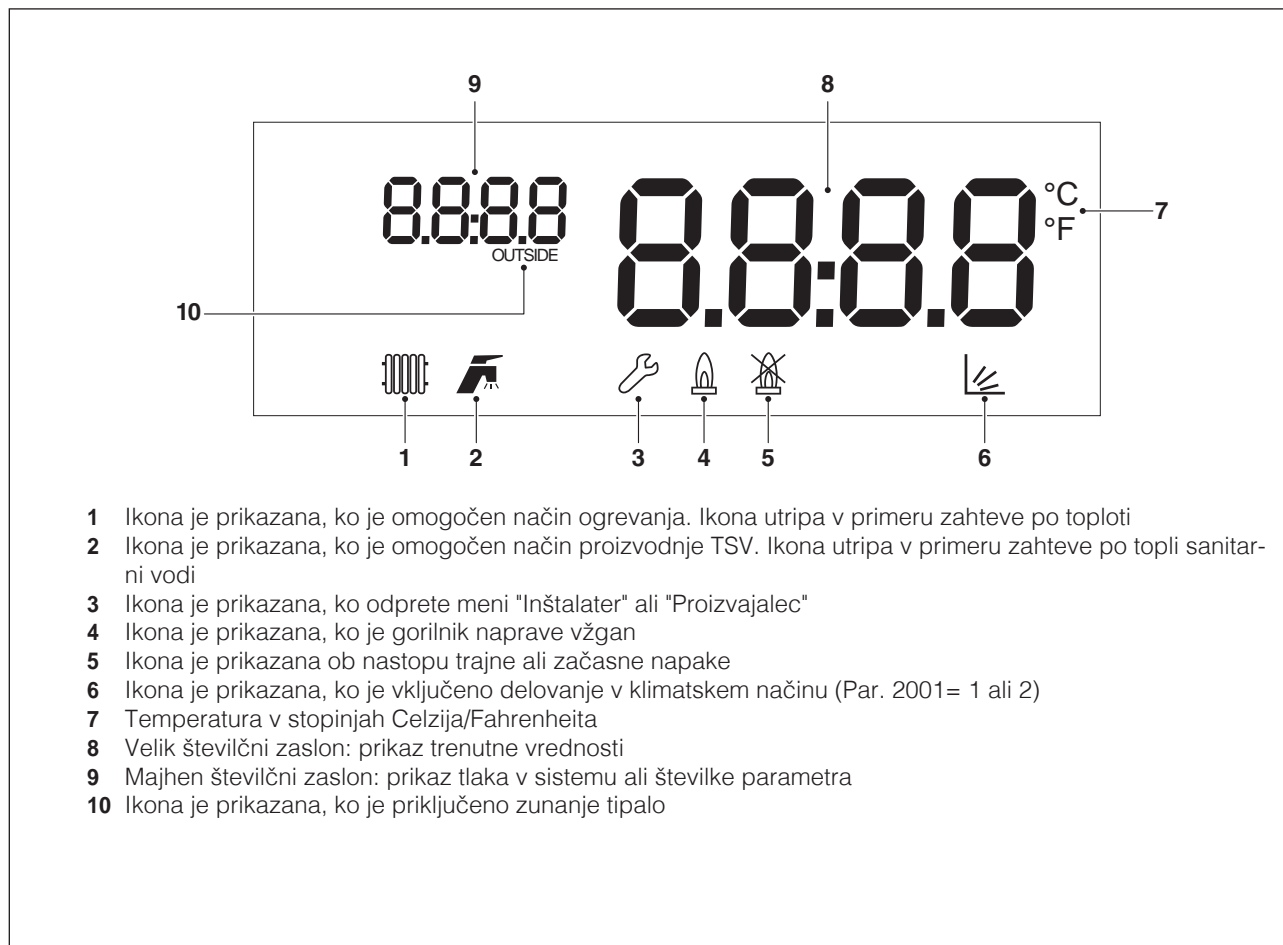 9 8
8.8:8.8 8.8:8.8 °C
°F 7
OUTSIDE
10
1 2 3 4 5 6
1 Ikona je prikazana, ko je omogočen način ogrevanja. Ikona utripa v primeru zahteve po toploti
2 Ikona je prikazana, ko je omogočen način proizvodnje TSV. Ikona utripa v primeru zahteve po topli sanitar-
ni vodi
3 Ikona je prikazana, ko odprete meni "Inštalater" ali "Proizvajalec"
4 Ikona je prikazana, ko je gorilnik naprave vžgan
5 Ikona je prikazana ob nastopu trajne ali začasne napake
6 Ikona je prikazana, ko je vključeno delovanje v klimatskem načinu (Par. 2001= 1 ali 2)
7 Temperatura v stopinjah Celzija/Fahrenheita
8 Velik številčni zaslon: prikaz trenutne vrednosti
9 Majhen številčni zaslon: prikaz tlaka v sistemu ali številke parametra
10 Ikona je prikazana, ko je priključeno zunanje tipalo